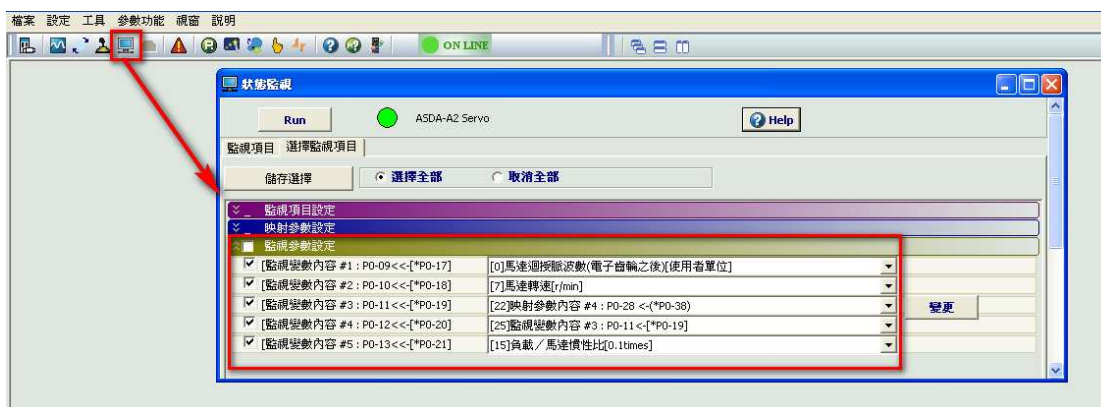 檔案 設定 工具 參數功能 視窗 說明
ON LINE
狀態監視
Run ASDA-A2 Servo Help
監視項目 選擇監視項目
儲存選擇 選擇全部 取消全部
監視項目設定
映射參數設定
監視參數設定
[監視變數內容 #1 : P0-09<<-[*P0-17] [0]馬達迴授脈波數(電子齒輪之後)[使用者單位]
[監視變數內容 #2 : P0-10<<-[*P0-18] [7]馬達轉速[r/min]
[監視變數內容 #3 : P0-11<<-[*P0-19] [22]映射參數內容 #4 : P0-28 <-(*P0-38) 變更
[監視變數內容 #4 : P0-12<<-[*P0-20] [25]監視變數內容 #3 : P0-11<-[*P0-19]
[監視變數內容 #5 : P0-13<<-[*P0-21] [15]負載／馬達慣性比[0.1times]